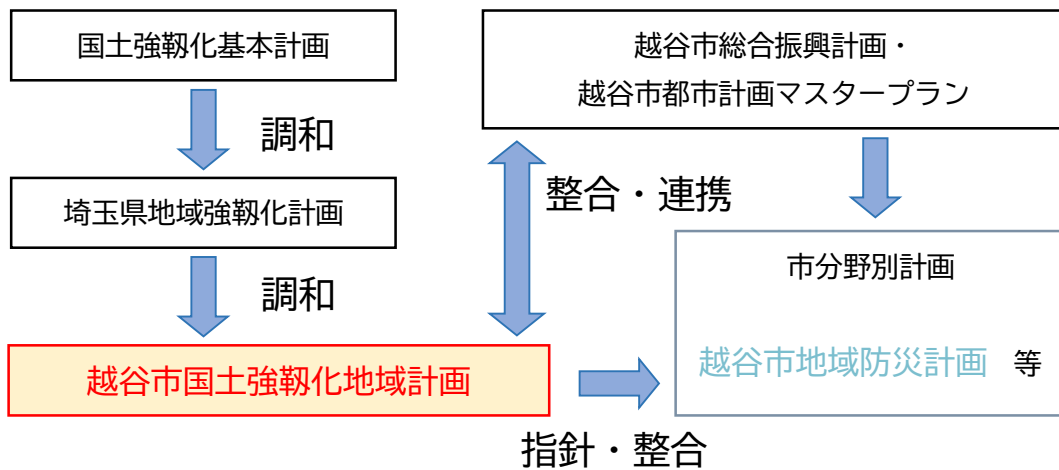 国土強靱化基本計画
調和
埼玉県地域強靱化計画
調和
越谷市国土強靱化地域計画
越谷市総合振興計画・
越谷市都市計画マスタープラン
整合・連携
市分野別計画
越谷市地域防災計画 等
指針・整合